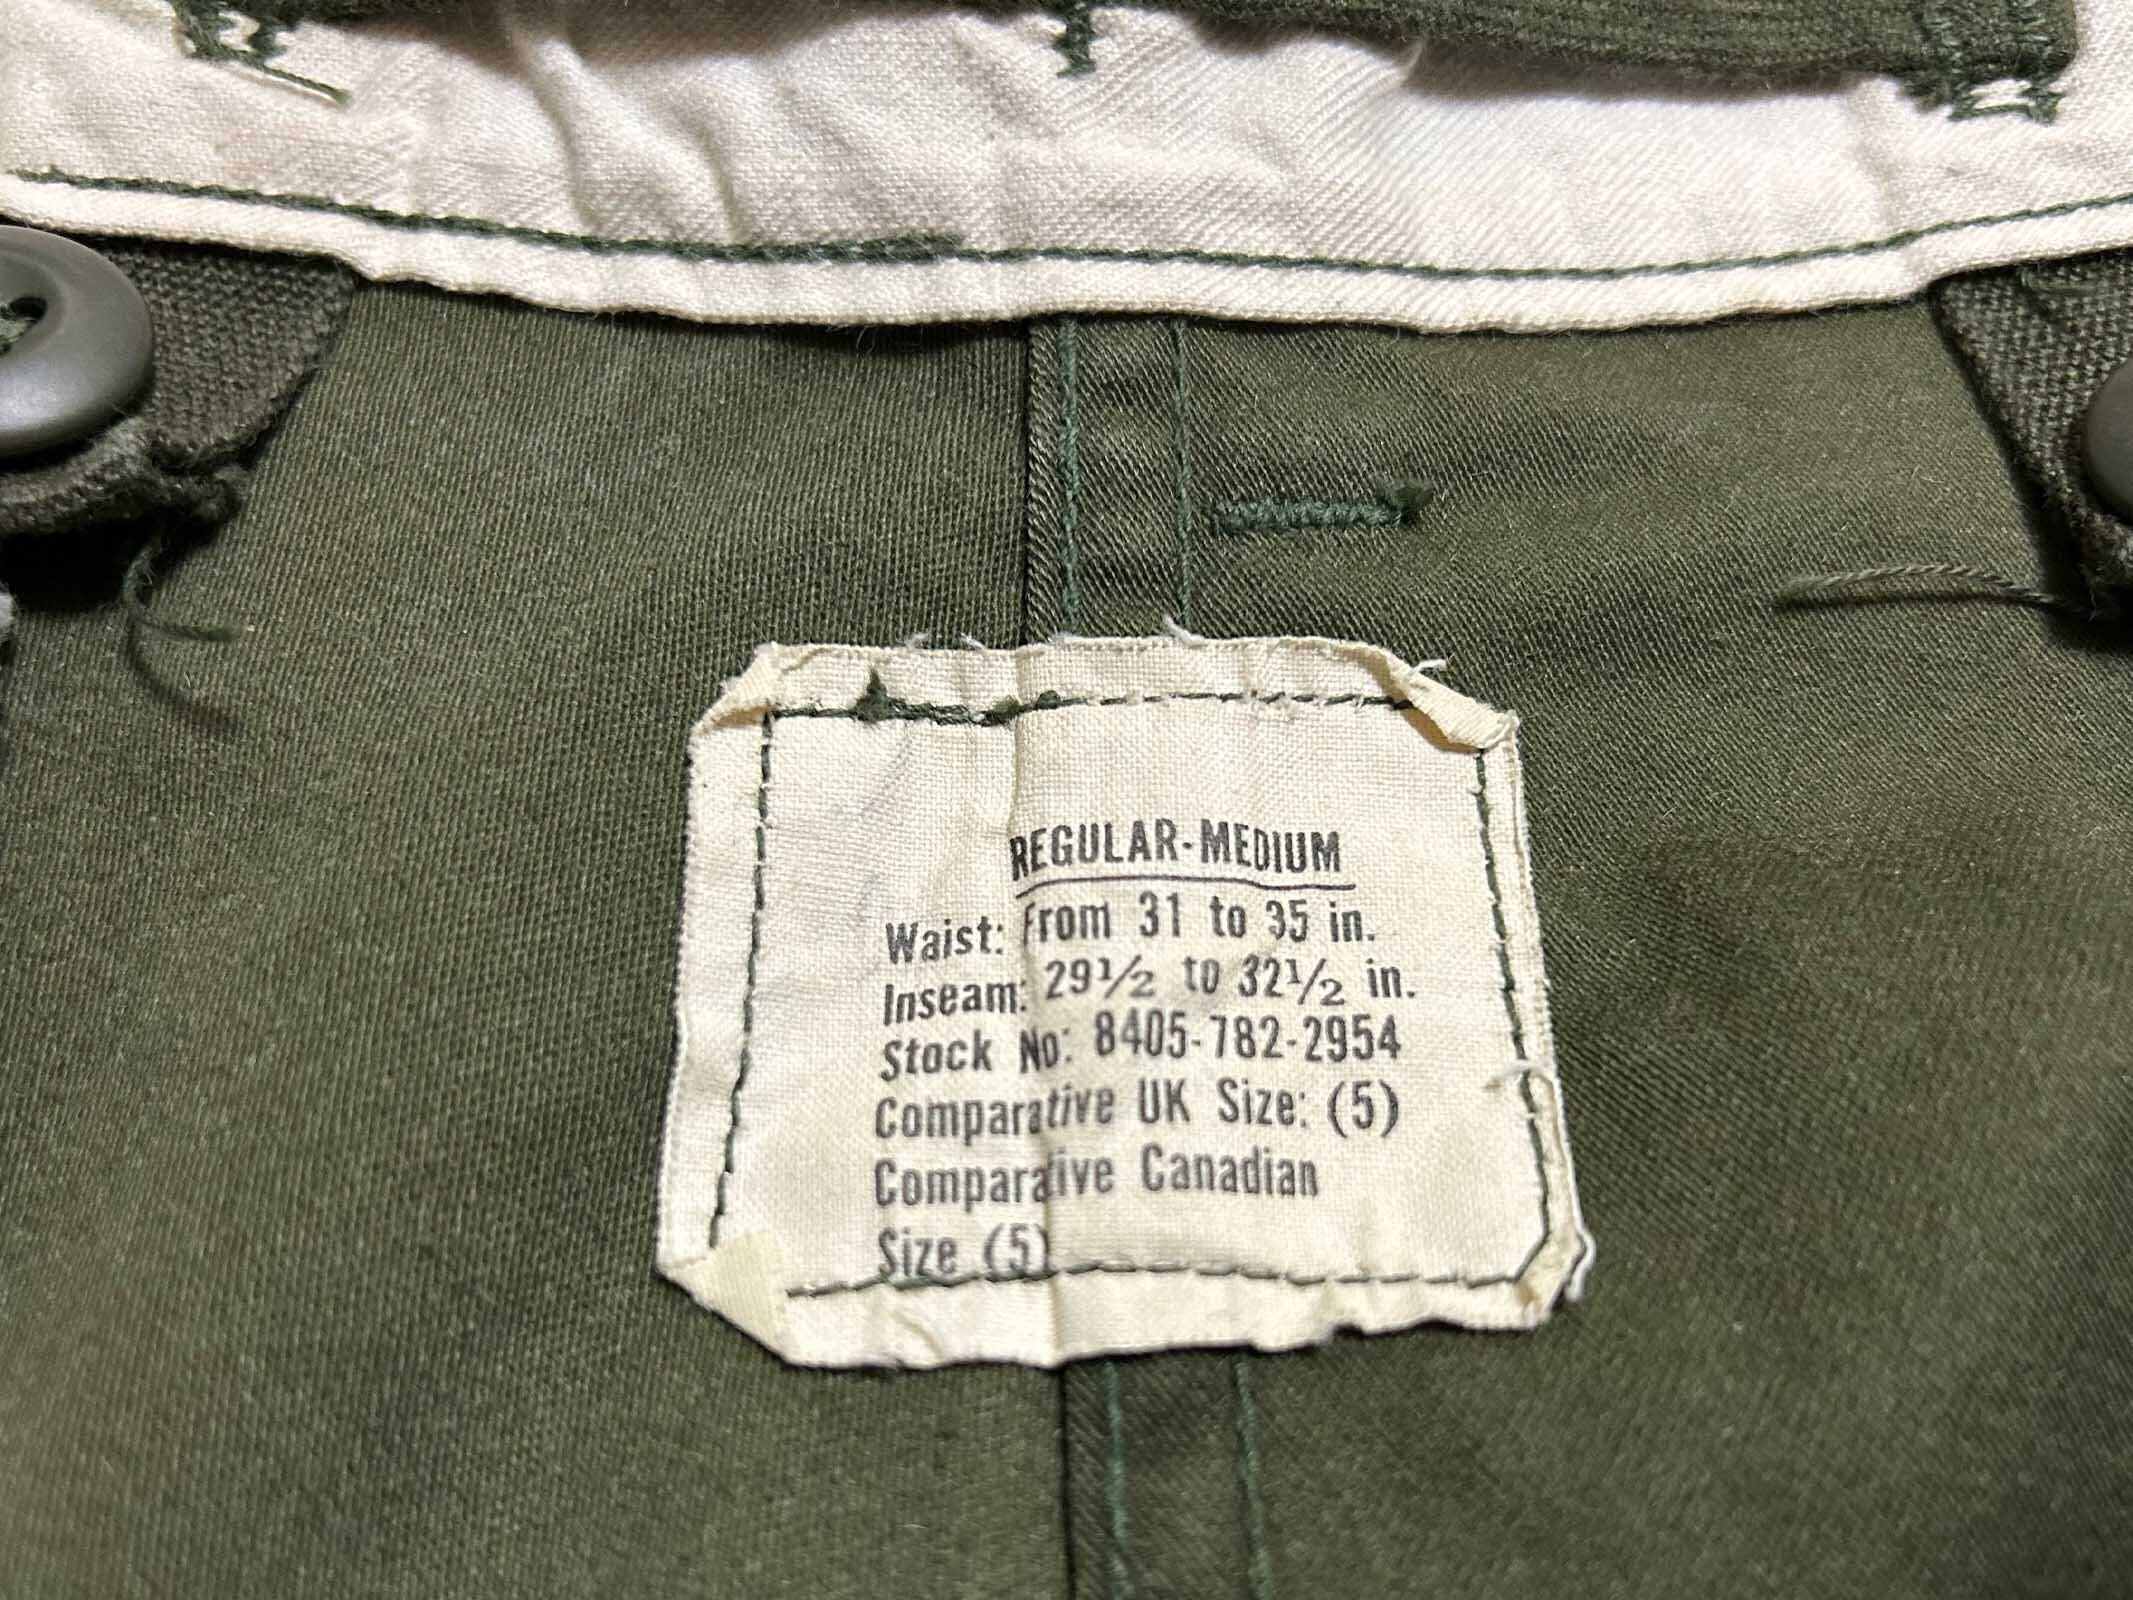 REGULAR-MEDIUM
Waist: From 31 to 35 in.
Inseam: 29½ to 32½ in.
Stock No: 8405-782-2954
Comparative UK Size: (5)
Comparative Canadian
Size (5)